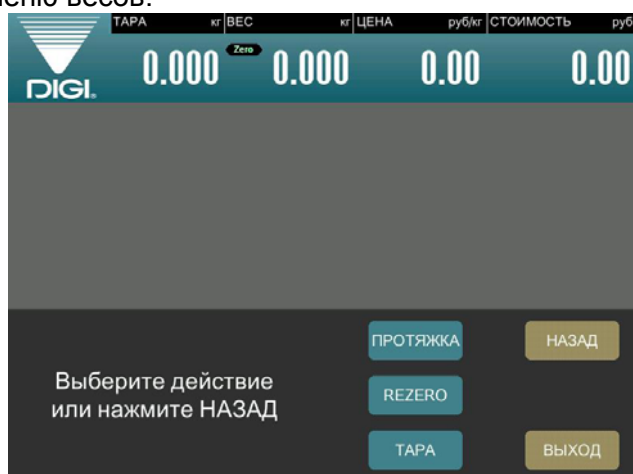 ТАРА кг ВЕС кг ЦЕНА руб/кг СТОИМОСТЬ руб
DIGI. 0.000 Zero 0.000 0.00 0.00
ПРОТЯЖКА НАЗАД
Выберите действие
или нажмите НАЗАД
REZERO
ТАРА ВЫХОД